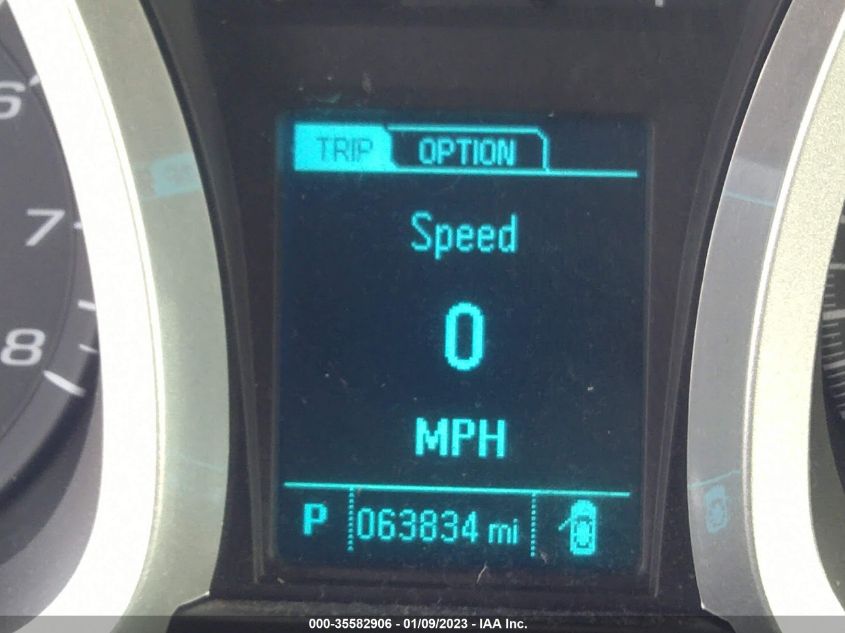 TRIP OPTION
6
7
8
Speed
0
MPH
P 063834 mi
000-35582906 - 01/09/2023 - IAA Inc.